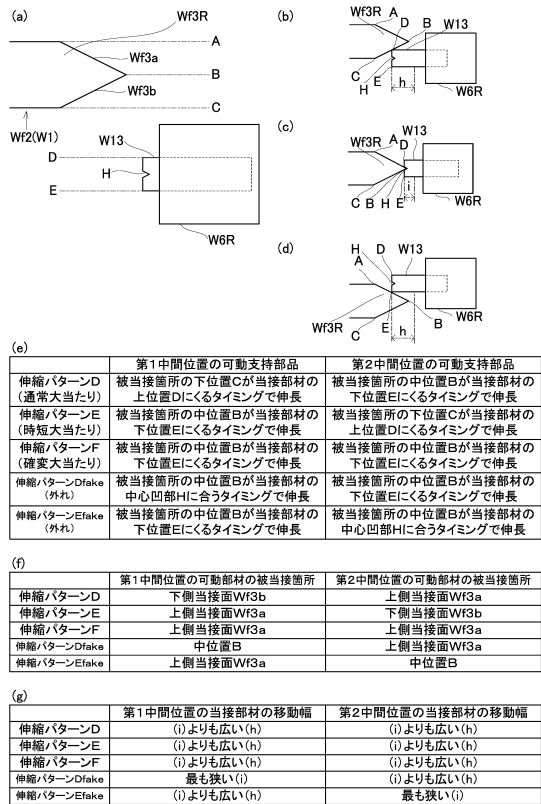 (a)
Wf3R
A
Wf3a
B
Wf3b
C
Wf2(W1)
W13
D
H
E
W6R
(b)
Wf3R
A
D
B
W13
C
E
H
h
W6R
(c)
Wf3R
A
D
W13
C
B
H
E
i
W6R
(d)
H
D
W13
A
Wf3R
E
C
B
h
W6R
(e)
第1中間位置の可動支持部品 第2中間位置の可動支持部品
伸縮パターンD 被当接箇所の下位置Cが当接部材の 被当接箇所の中位置Bが当接部材の
(通常大当たり) 上位置Dにくるタイミングで伸長 下位置Eにくるタイミングで伸長
伸縮パターンE 被当接箇所の中位置Bが当接部材の 被当接箇所の下位置Cが当接部材の
(時短大当たり) 下位置Eにくるタイミングで伸長 上位置Dにくるタイミングで伸長
伸縮パターンF 被当接箇所の中位置Bが当接部材の 被当接箇所の中位置Bが当接部材の
(確変大当たり) 下位置Eにくるタイミングで伸長 下位置Eにくるタイミングで伸長
伸縮パターンDfake 被当接箇所の中位置Bが当接部材の 被当接箇所の中位置Bが当接部材の
(外れ) 中心凹部Hに合うタイミングで伸長 下位置Eにくるタイミングで伸長
伸縮パターンEfake 被当接箇所の中位置Bが当接部材の 被当接箇所の中位置Bが当接部材の
(外れ) 下位置Eにくるタイミングで伸長 中心凹部Hに合うタイミングで伸長
(f)
第1中間位置の可動部材の被当接箇所 第2中間位置の可動部材の被当接箇所
伸縮パターンD 下側当接面Wf3b 上側当接面Wf3a
伸縮パターンE 上側当接面Wf3a 下側当接面Wf3b
伸縮パターンF 上側当接面Wf3a 上側当接面Wf3a
伸縮パターンDfake 中位置B 上側当接面Wf3a
伸縮パターンEfake 上側当接面Wf3a 中位置B
(g)
第1中間位置の当接部材の移動幅 第2中間位置の当接部材の移動幅
伸縮パターンD (i)よりも広い(h) (i)よりも広い(h)
伸縮パターンE (i)よりも広い(h) (i)よりも広い(h)
伸縮パターンF (i)よりも広い(h) (i)よりも広い(h)
伸縮パターンDfake 最も狭い(i) (i)よりも広い(h)
伸縮パターンEfake (i)よりも広い(h) 最も狭い(i)